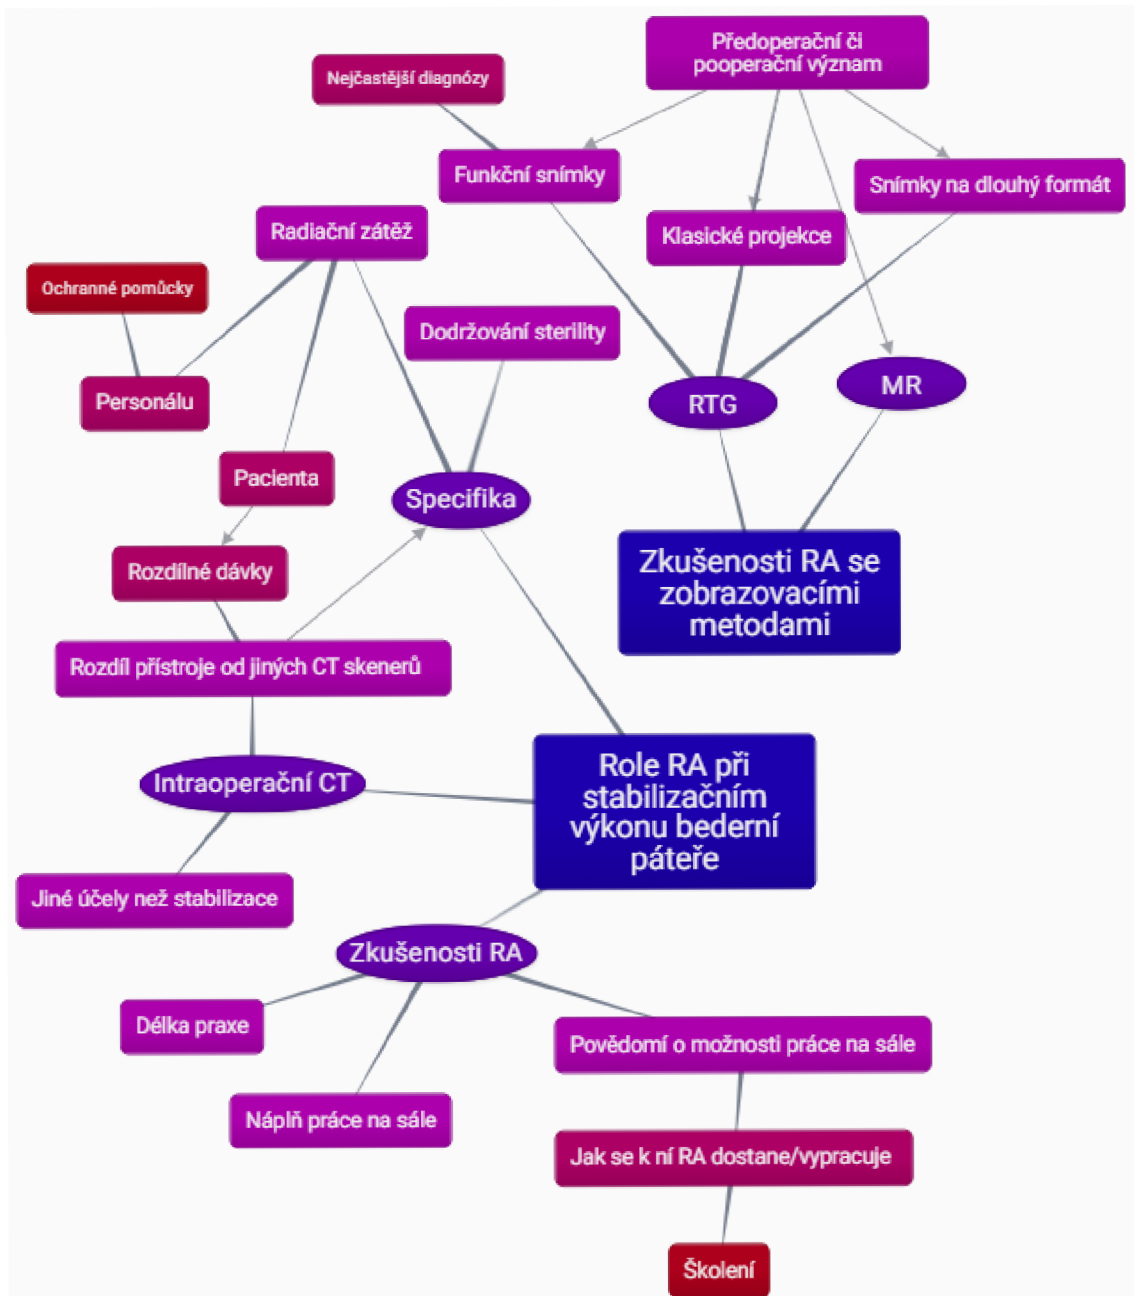 Předoperační či
pooperační význam
Nejčastější diagnózy
Funkční snímky
Snímky na dlouhý formát
Radiační zátěž
Klasické projekce
Ochranné pomůcky
Dodržování sterility
Personálu
RTG
MR
Pacienta
Specifika
Zkušenosti RA se
zobrazovacími
metodami
Rozdílné dávky
Rozdíl přístroje od jiných CT skenerů
Intraoperační CT
Role RA při
stabilizačním
výkonu bederní
páteře
Jiné účely než stabilizace
Zkušenosti RA
Délka praxe
Povědomí o možnosti práce na sále
Náplň práce na sále
Jak se k ní RA dostane/vypracuje
Školení